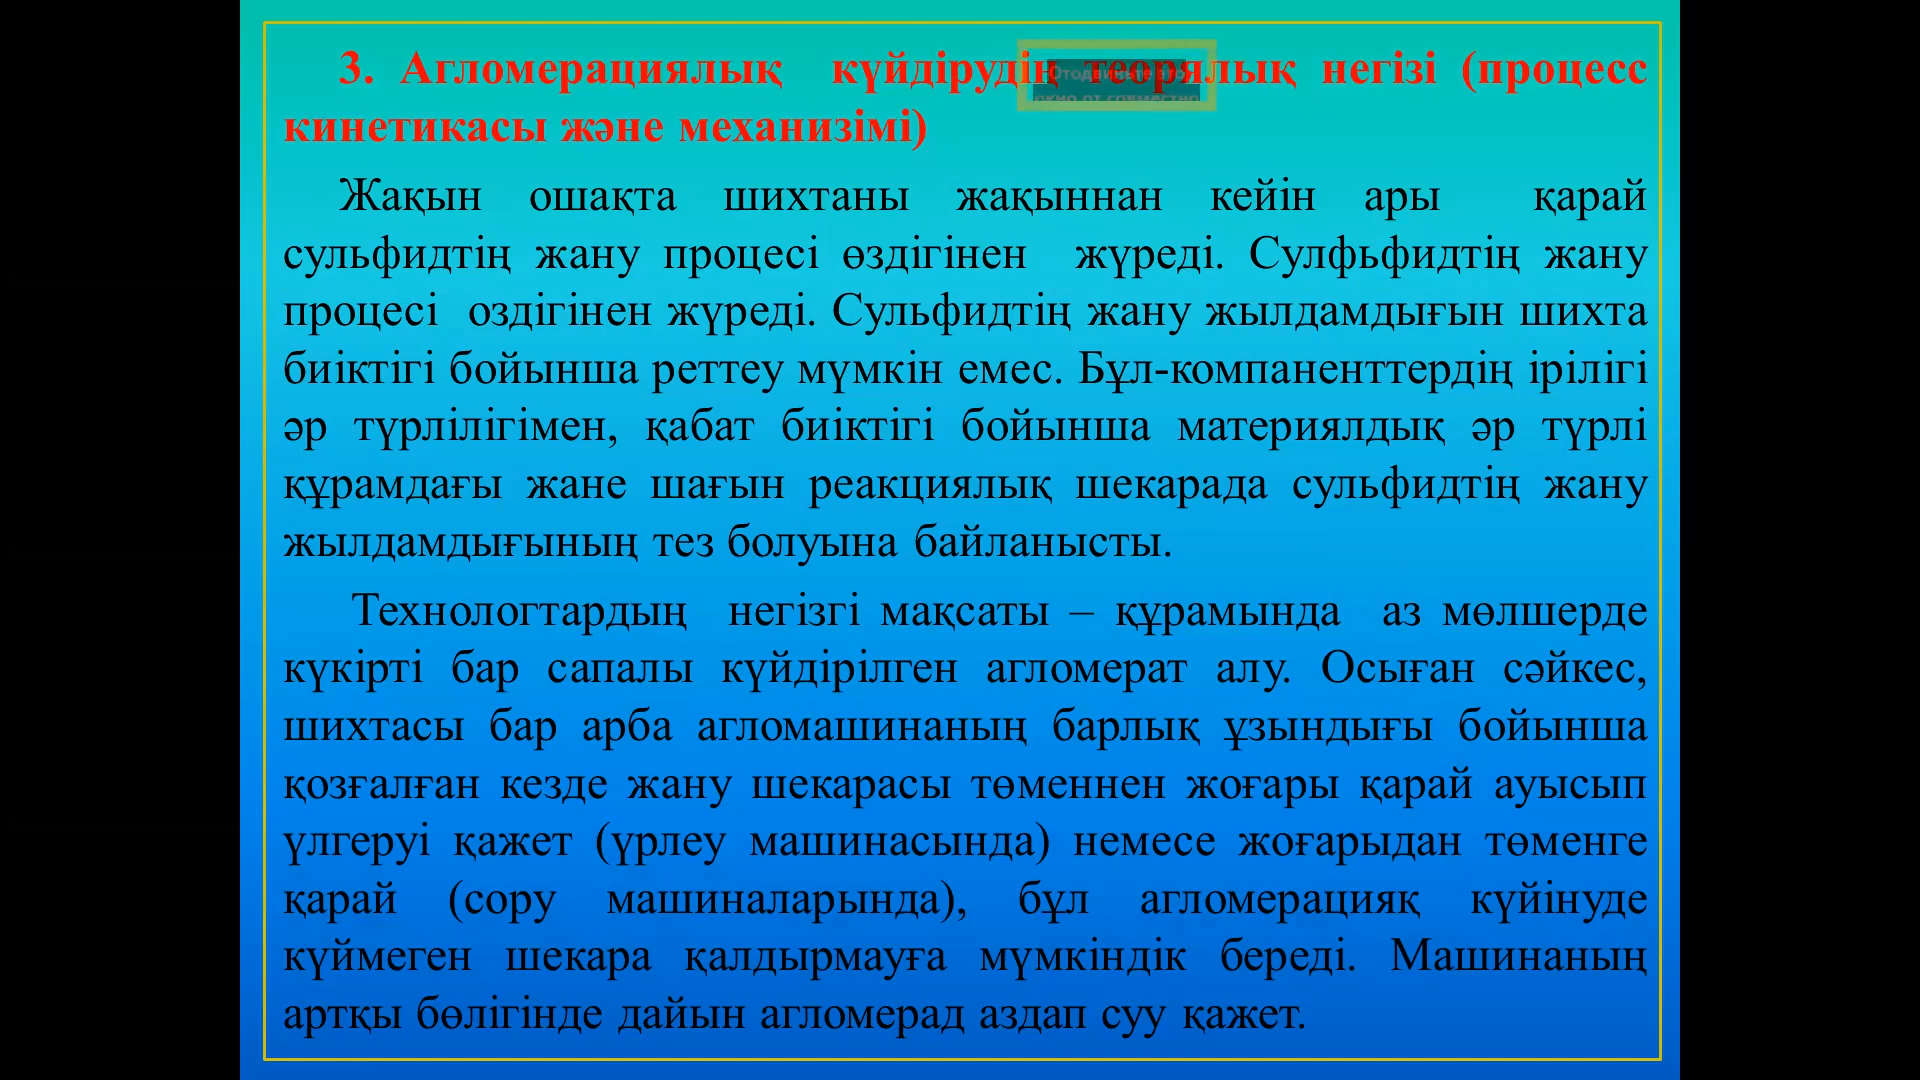 3. Агломерациялық күйдірудің теорялық негізі (процесс
кинетикасы және механизімі)
Жақын ошақта шихтаны жақыннан кейін ары қарай
сульфидтің жану процесі өздігінен жүреді. Сулфьфидтің жану
процесі оздігінен жүреді. Сульфидтің жану жылдамдығын шихта
биіктігі бойынша реттеу мүмкін емес. Бұл-компаненттердің ірілігі
әр түрлілігімен, қабат биіктігі бойынша материялдық әр түрлі
құрамдағы жане шағын реакциялық шекарада сульфидтің жану
жылдамдығының тез болуына байланысты.
Технологтардың негізгі мақсаты – құрамында аз мөлшерде
күкірті бар сапалы күйдірілген агломерат алу. Осыған сәйкес,
шихтасы бар арба агломашинаның барлық ұзындығы бойынша
қозғалған кезде жану шекарасы төменнен жоғары қарай ауысып
үлгеруі қажет (үрлеу машинасында) немесе жоғарыдан төменге
қарай (сору машиналарында), бұл агломерацияқ күйінуде
күймеген шекара қалдырмауға мүмкіндік береді. Машинаның
артқы бөлігінде дайын агломерад аздап суу қажет.